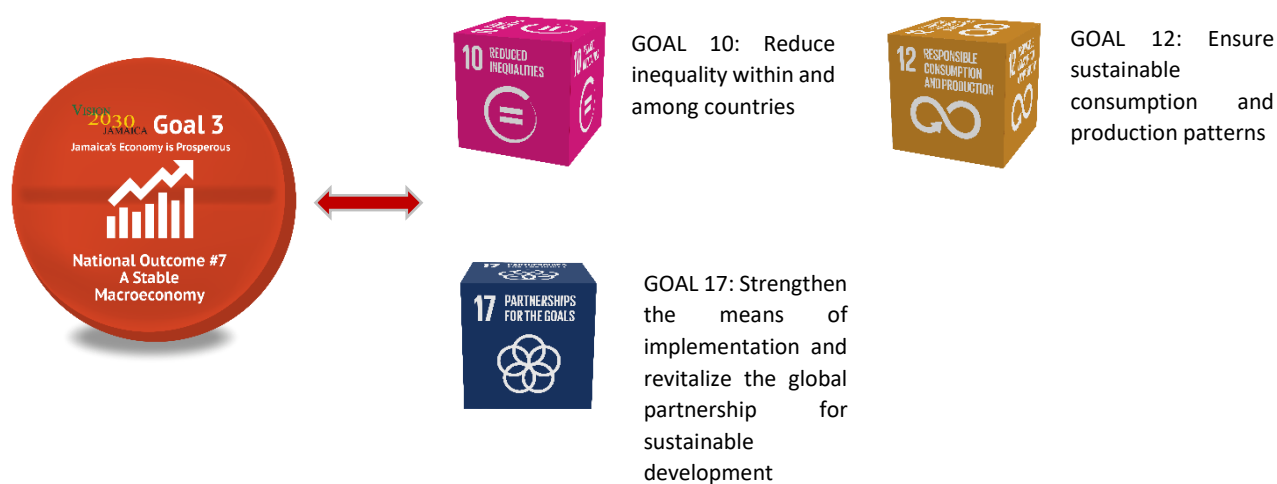 VISION
2030
JAMAICA Goal 3
Jamaica's Economy is Prosperous
National Outcome #7
A Stable
Macroeconomy
10 REDUCED
INEQUALITIES
GOAL 10: Reduce
inequality within and
among countries
12 RESPONSIBLE
CONSUMPTION
AND PRODUCTION
GOAL 12: Ensure
sustainable
consumption and
production patterns
17 PARTNERSHIPS
FOR THE GOALS
GOAL 17: Strengthen
the means of
implementation and
revitalize the global
partnership for
sustainable
development